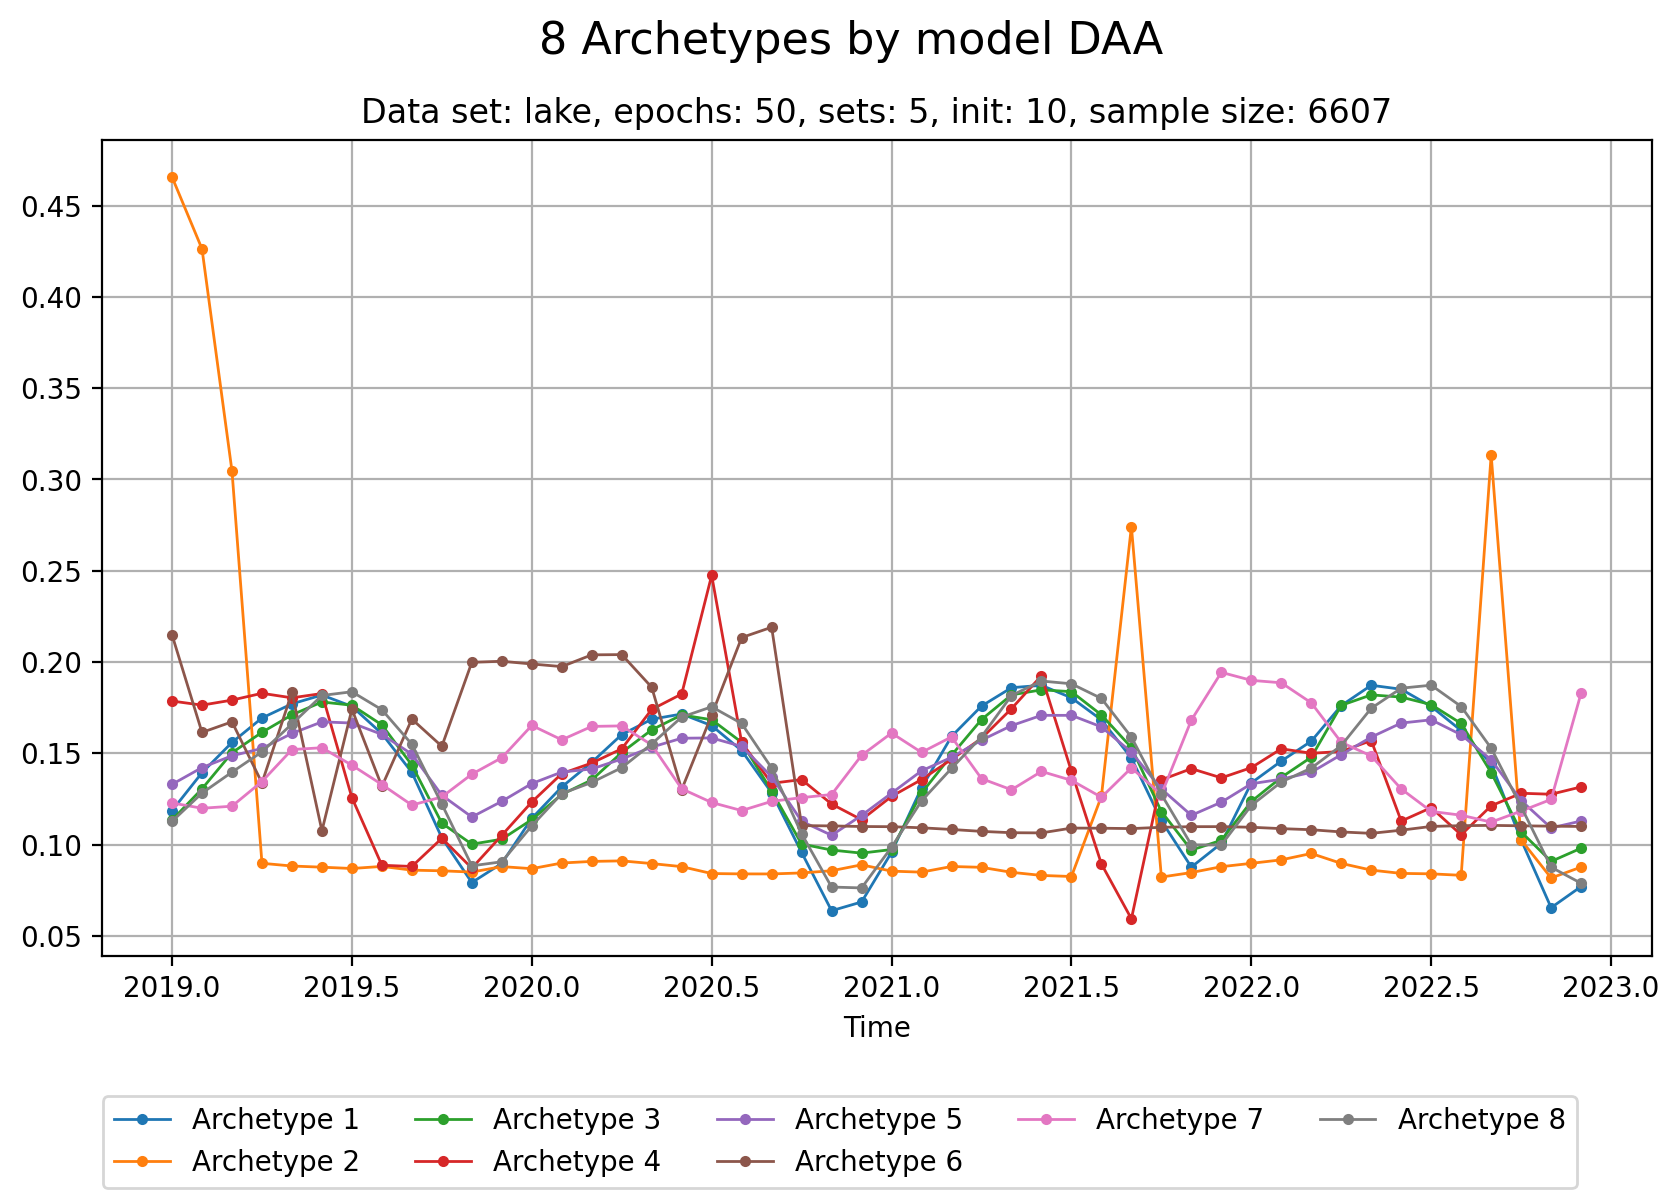 8 Archetypes by model DAA
Data set: lake, epochs: 50, sets: 5, init: 10, sample size: 6607
0.45
0.40
0.35
0.30
0.25
0.20
0.15
0.10
0.05
2019.0 2019.5 2020.0 2020.5 2021.0 2021.5 2022.0 2022.5 2023.0
Time
Archetype 1 Archetype 3 Archetype 5 Archetype 7 Archetype 8
Archetype 2 Archetype 4 Archetype 6